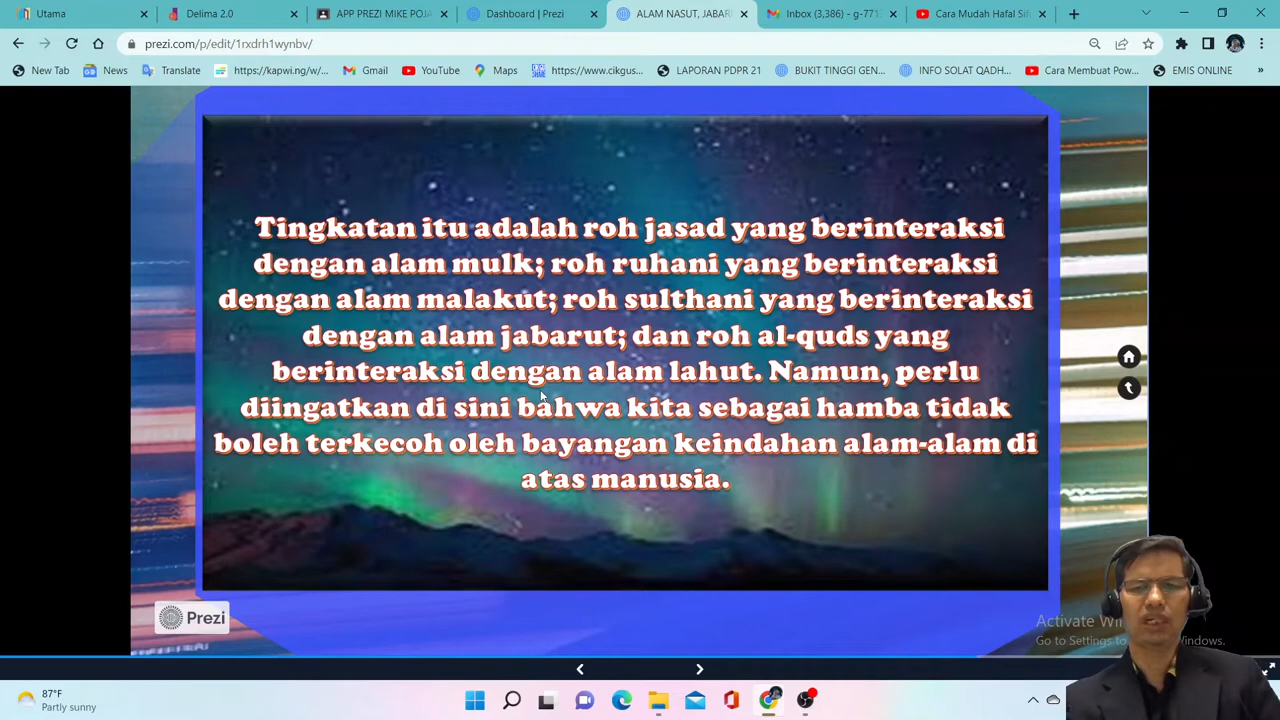 Utama
Delima 2.0
APP PREZI MIKE POJA
Dashboard | Prezi
ALAM NASUT, JABAR
Inbox (3,386) - g-771
Cara Mudah Hafal Sif
prezi.com/p/edit/1rxdrh1wynbv/
New Tab
News
Translate
https://kapwi.ng/w/...
Gmail
YouTube
Maps
https://www.cikgus...
LAPORAN PDPR 21
BUKIT TINGGI GEN...
INFO SOLAT QADH...
Cara Membuat Pow...
EMIS ONLINE
Tingkatan itu adalah roh jasad yang berinteraksi
dengan alam mulk; roh ruhani yang berinteraksi
dengan alam malakut; roh sulthani yang berinteraksi
dengan alam jabarut; dan roh al-quds yang
berinteraksi dengan alam lahut. Namun, perlu
diingatkan di sini bahwa kita sebagai hamba tidak
boleh terkecoh oleh bayangan keindahan alam-alam di
atas manusia.
Prezi
Activate Wi
Go to Settings to
Windows.
87°F
Partly sunny